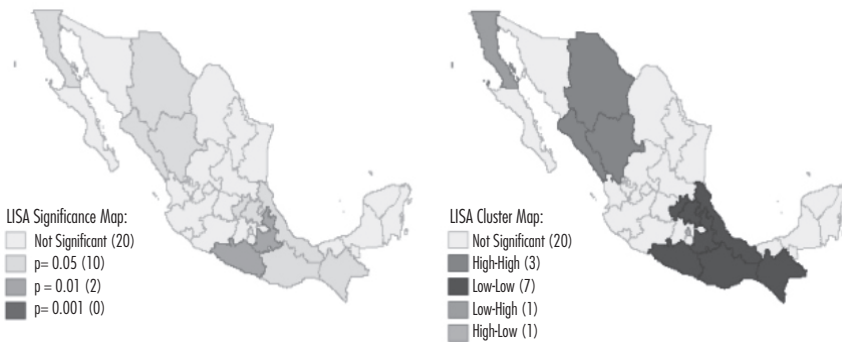 LISA Significance Map:
Not Significant (20)
p= 0.05 (10)
p = 0.01 (2)
p= 0.001 (0)
LISA Cluster Map:
Not Significant (20)
High-High (3)
Low-Low (7)
Low-High (1)
High-Low (1)